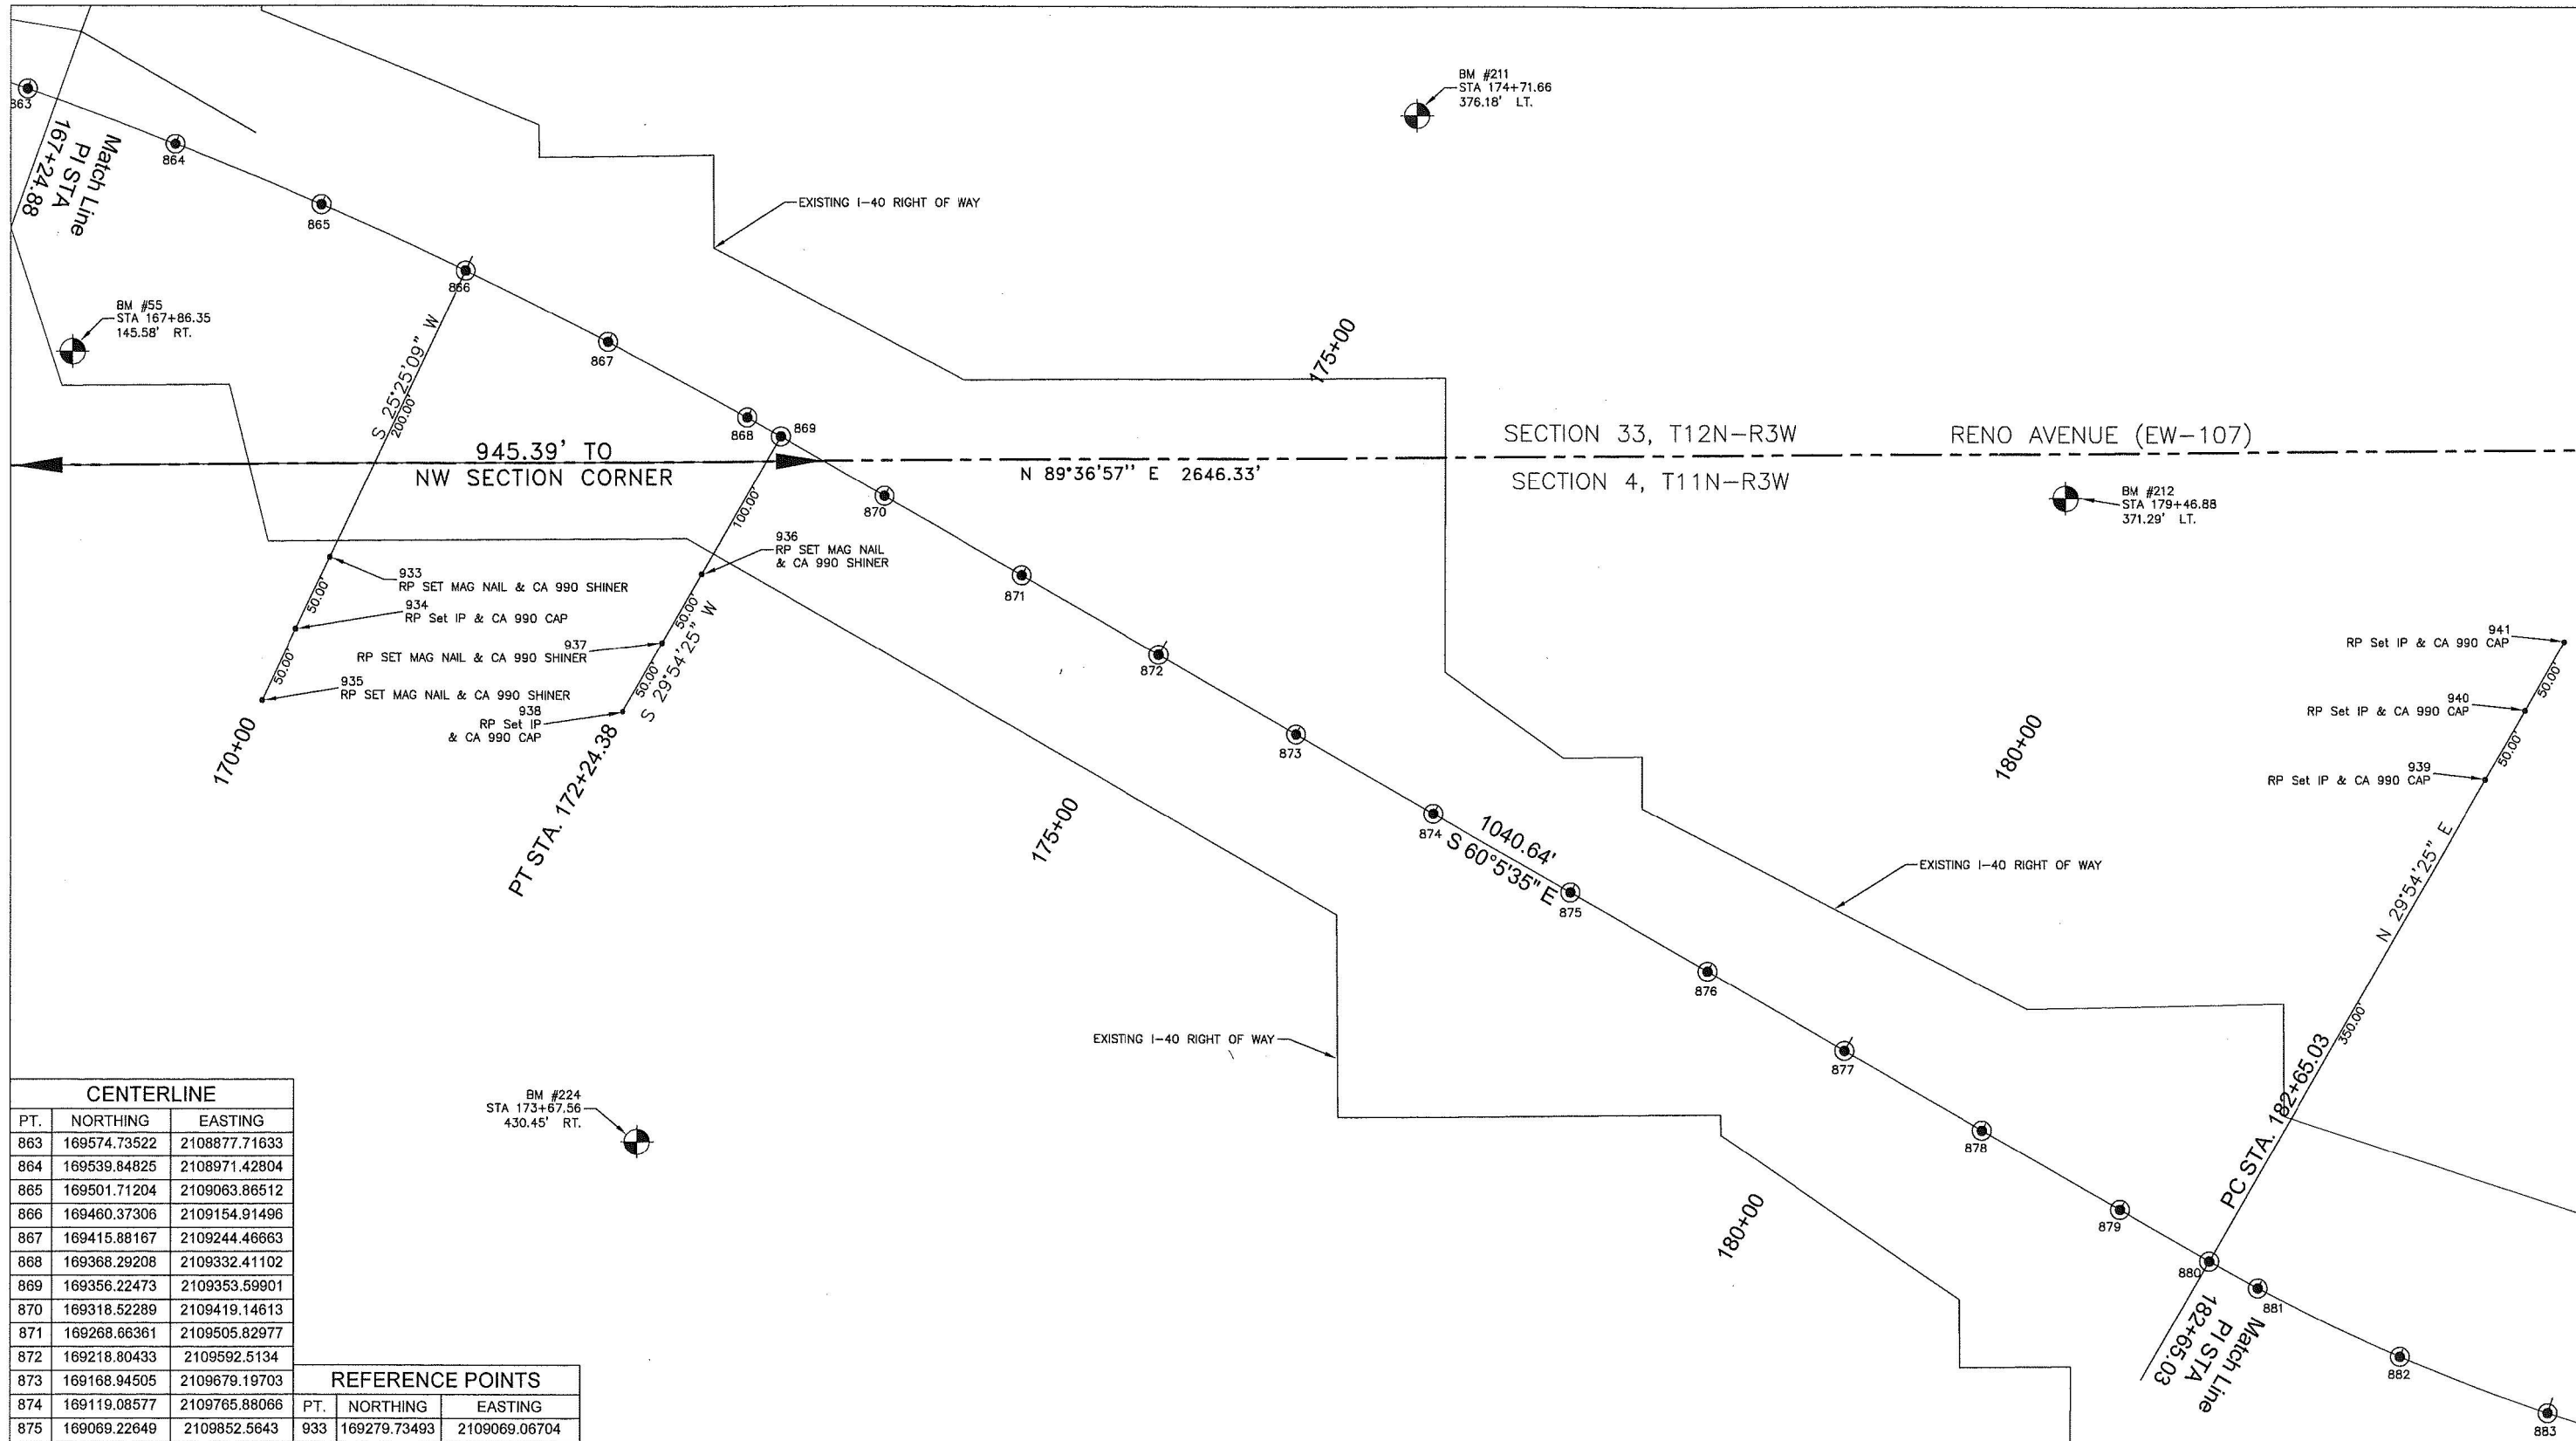 863
864
865
866
867
868
869
870
871
872
873
874
875
876
877
878
879
880
881
882
883
Match Line
PI STA
167+24.88
BM #55
STA 167+86.35
145.58' RT.
BM #211
STA 174+71.66
376.18' LT.
EXISTING I-40 RIGHT OF WAY
175+00
S 25°25'09" W
200.00'
945.39' TO
NW SECTION CORNER
N 89°36'57'' E 2646.33'
SECTION 33, T12N-R3W
RENO AVENUE (EW-107)
SECTION 4, T11N-R3W
BM #212
STA 179+46.88
371.29' LT.
100.00'
936
RP SET MAG NAIL
& CA 990 SHINER
933
RP SET MAG NAIL & CA 990 SHINER
50.00'
934
RP Set IP & CA 990 CAP
50.00'
937
RP SET MAG NAIL & CA 990 SHINER
50.00'
935
RP SET MAG NAIL & CA 990 SHINER
50.00'
S 29°54'25" W
938
RP Set IP
& CA 990 CAP
170+00
PT STA. 172+24.38
175+00
1040.64'
S 60°5'35" E
180+00
941
RP Set IP & CA 990 CAP
50.00'
940
RP Set IP & CA 990 CAP
50.00'
939
RP Set IP & CA 990 CAP
N 29°54'25" E
350.00'
EXISTING I-40 RIGHT OF WAY
EXISTING I-40 RIGHT OF WAY
PC STA. 182+65.03
180+00
Match Line
PI STA
182+65.03
BM #224
STA 173+67.56
430.45' RT.
CENTERLINE
PT. NORTHING EASTING
863 169574.73522 2108877.71633
864 169539.84825 2108971.42804
865 169501.71204 2109063.86512
866 169460.37306 2109154.91496
867 169415.88167 2109244.46663
868 169368.29208 2109332.41102
869 169356.22473 2109353.59901
870 169318.52289 2109419.14613
871 169268.66361 2109505.82977
872 169218.80433 2109592.5134
873 169168.94505 2109679.19703
874 169119.08577 2109765.88066
875 169069.22649 2109852.5643
REFERENCE POINTS
PT. NORTHING EASTING
933 169279.73493 2109069.06704